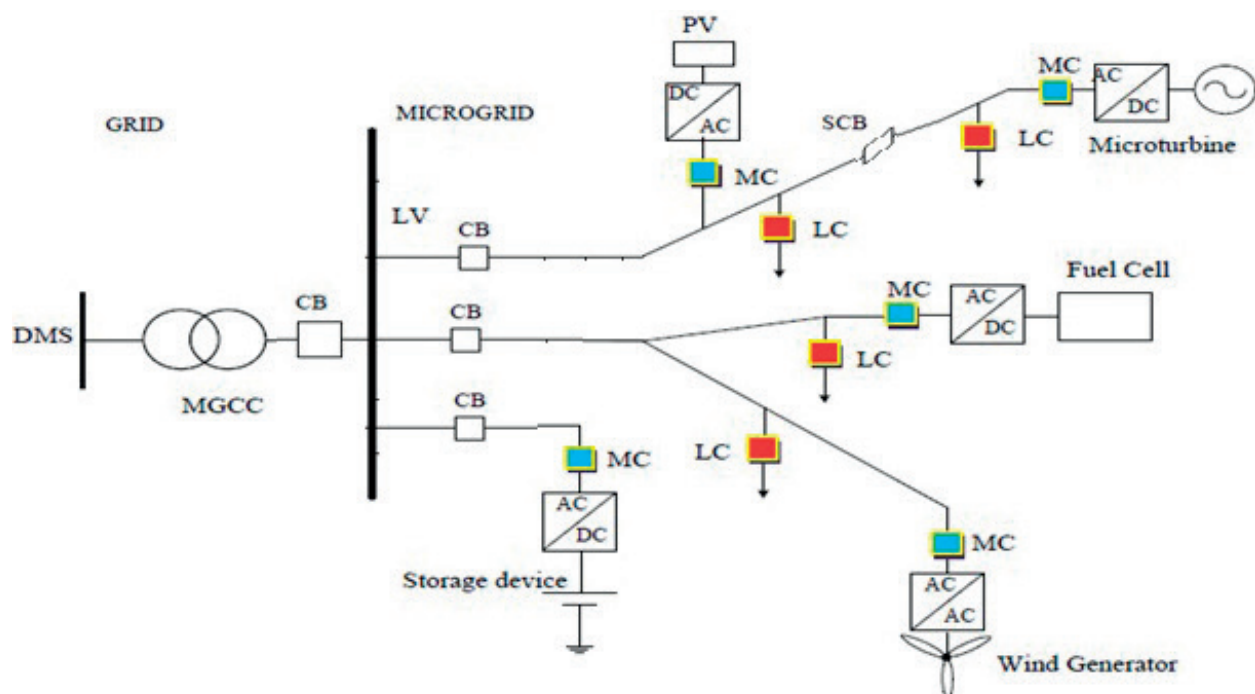 PV
DC
AC
MC
AC
DC
MC
GRID
MICROGRID
SCB
LC
Microturbine
MC
LV
CB
LC
Fuel Cell
MC
AC
DC
CB
CB
DMS
LC
MGCC
CB
MC
LC
AC
DC
MC
Storage device
AC
AC
Wind Generator